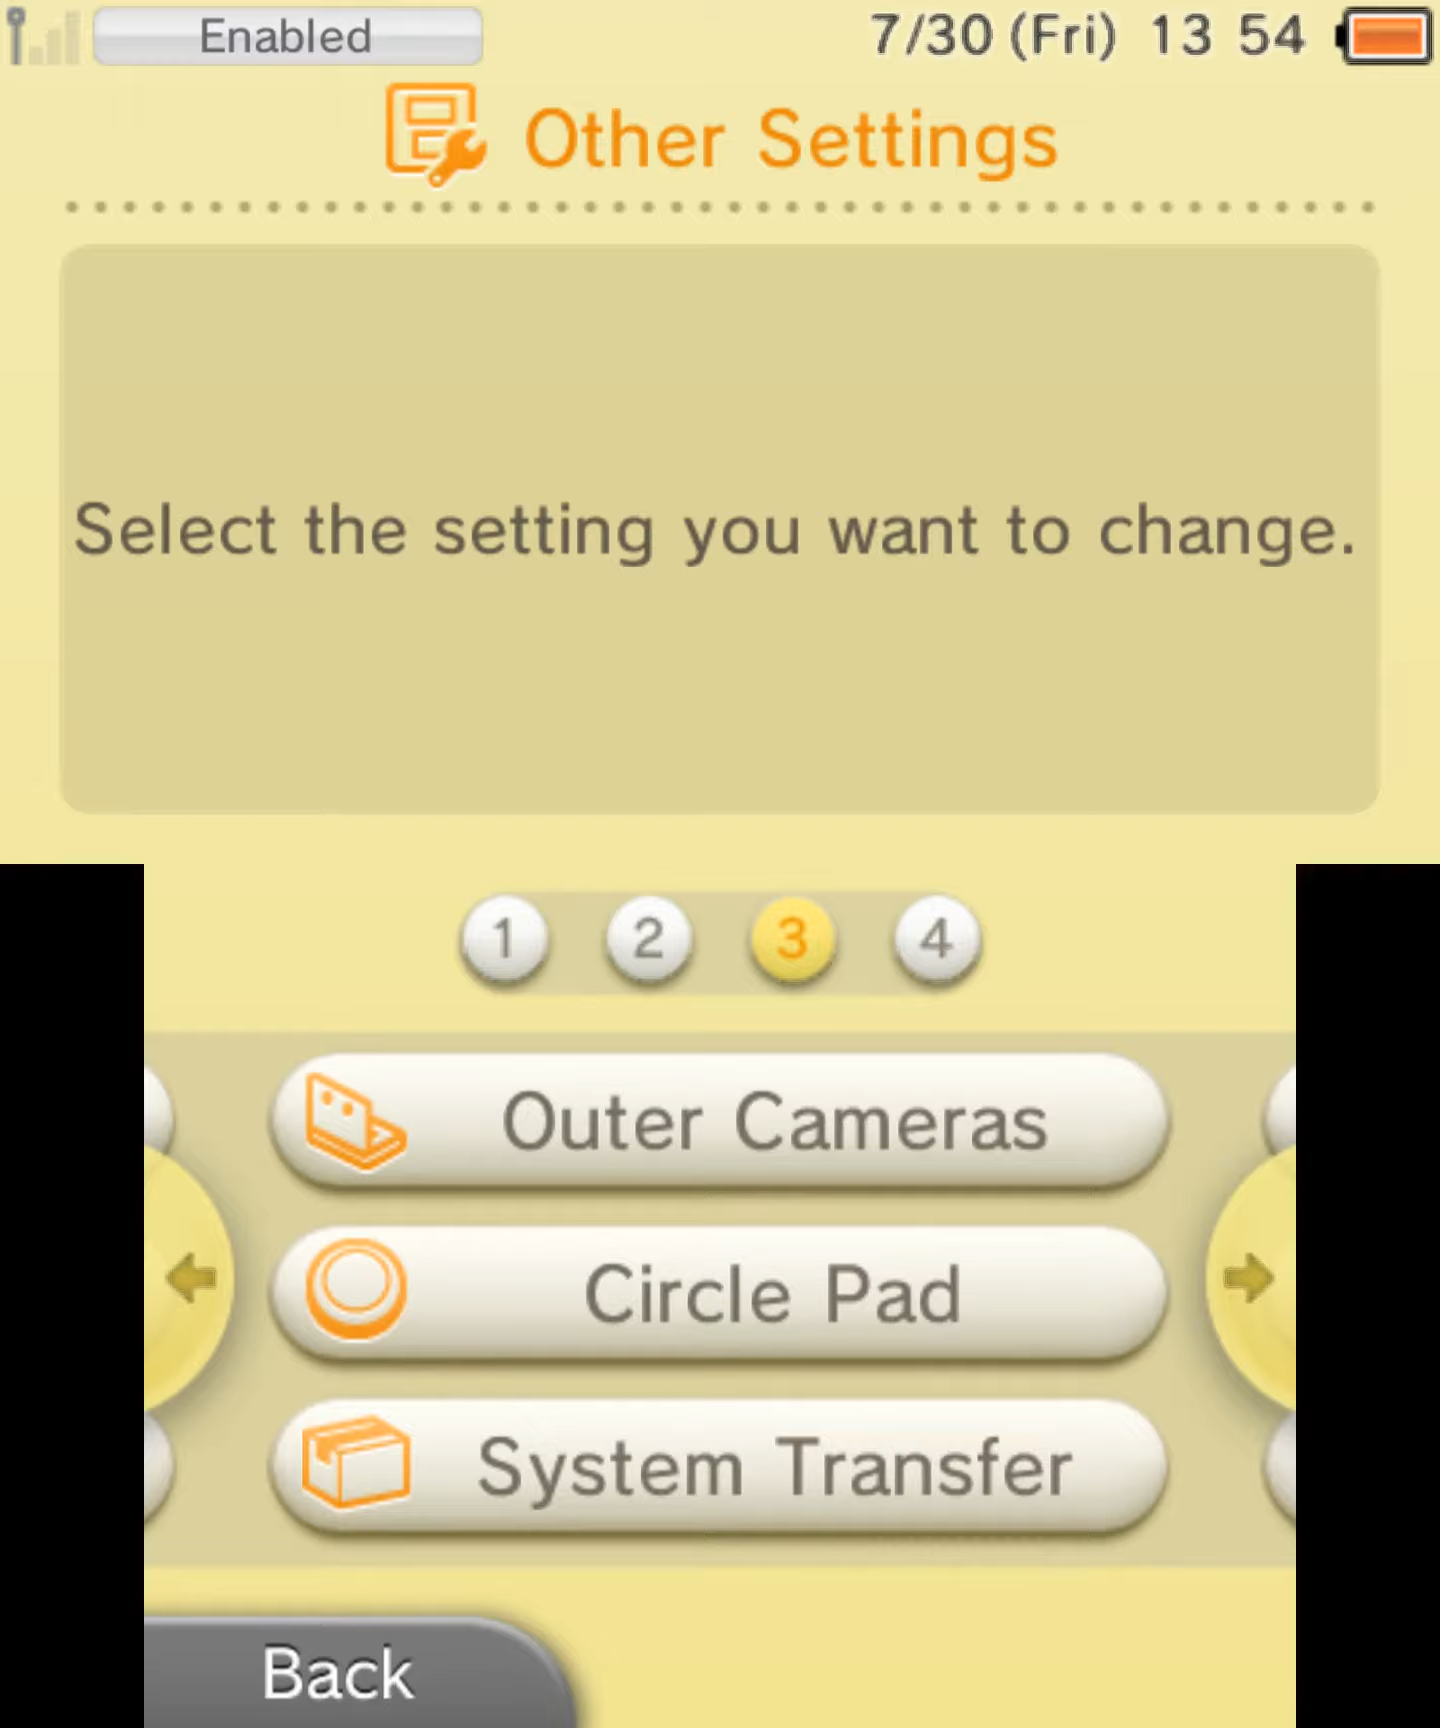 Enabled 7/30 (Fri) 13 54
Other Settings
Select the setting you want to change.
1 2 3 4
Outer Cameras
Circle Pad
System Transfer
Back